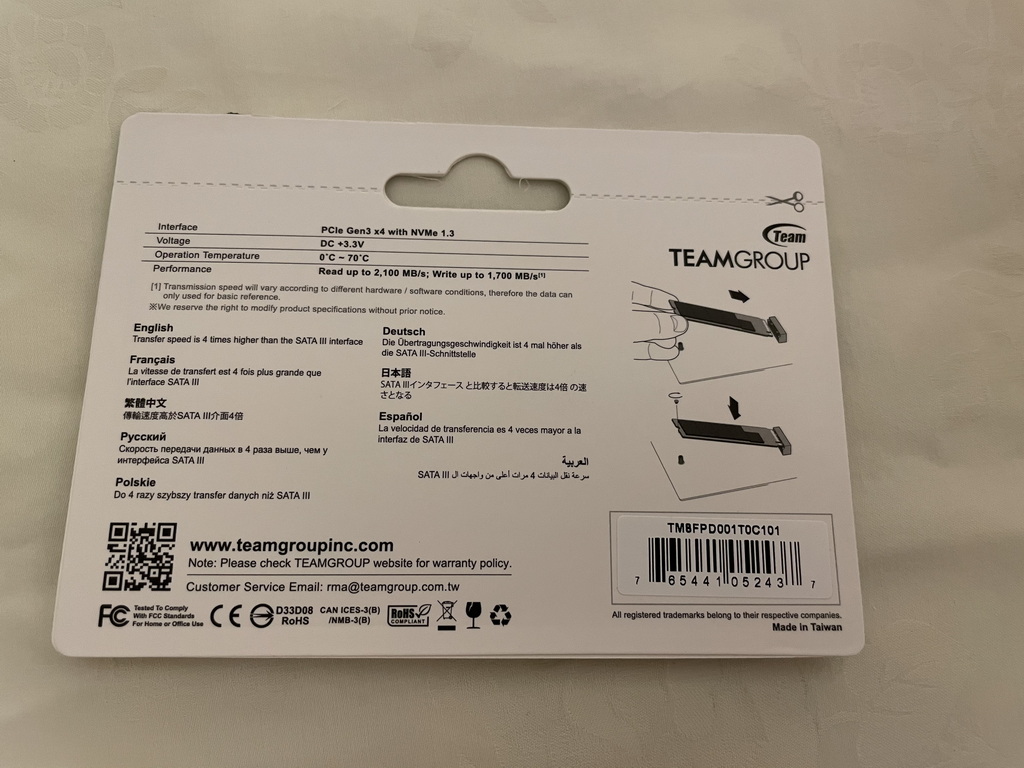 Interface PCIe Gen3 x4 with NVMe 1.3
Voltage DC +3.3V
Operation Temperature 0˚C ~ 70˚C
Performance Read up to 2,100 MB/s; Write up to 1,700 MB/s[1]
[1] Transmission speed will vary according to different hardware / software conditions, therefore the data can
only used for basic reference.
※We reserve the right to modify product specifications without prior notice.
Team
TEAMGROUP
English
Transfer speed is 4 times higher than the SATA III interface
Français
La vitesse de transfert est 4 fois plus grande que
l'interface SATA III
繁體中文
傳輸速度高於SATA III介面4倍
Русский
Скорость передачи данных в 4 раза выше, чем у
интерфейса SATA III
Polskie
Do 4 razy szybszy transfer danych niż SATA III
Deutsch
Die Übertragungsgeschwindigkeit ist 4 mal höher als
die SATA III-Schnittstelle
日本語
SATA IIIインタフェース と比較すると転送速度は4倍 の速
さとなる
Español
La velocidad de transferencia es 4 veces mayor a la
interfaz de SATA III
العربية
سرعة نقل البيانات 4 مرات أعلى من واجهات ال SATA III
www.teamgroupinc.com
Note: Please check TEAMGROUP website for warranty policy.
Customer Service Email: rma@teamgroup.com.tw
FC Tested To Comply
With FCC Standards
For Home or Office Use
CE
D33D08
RoHS
CAN ICES-3(B)
/NMB-3(B)
RoHS
COMPLIANT
TM8FPD001T0C101
7 65441 05243 7
All registered trademarks belong to their respective companies.
Made in Taiwan